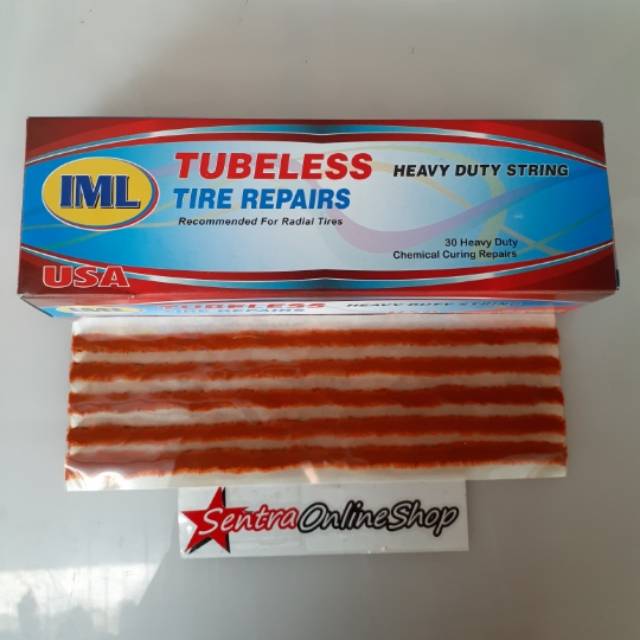 IML
TUBELESS
TIRE REPAIRS
Recommended For Radial Tires
HEAVY DUTY STRING
30 Heavy Duty
Chemical Curing Repairs
USA
IML
TUBELESS
TIRE REPAIRS
HEAVY DUTY STRING
SentraOnlineShop